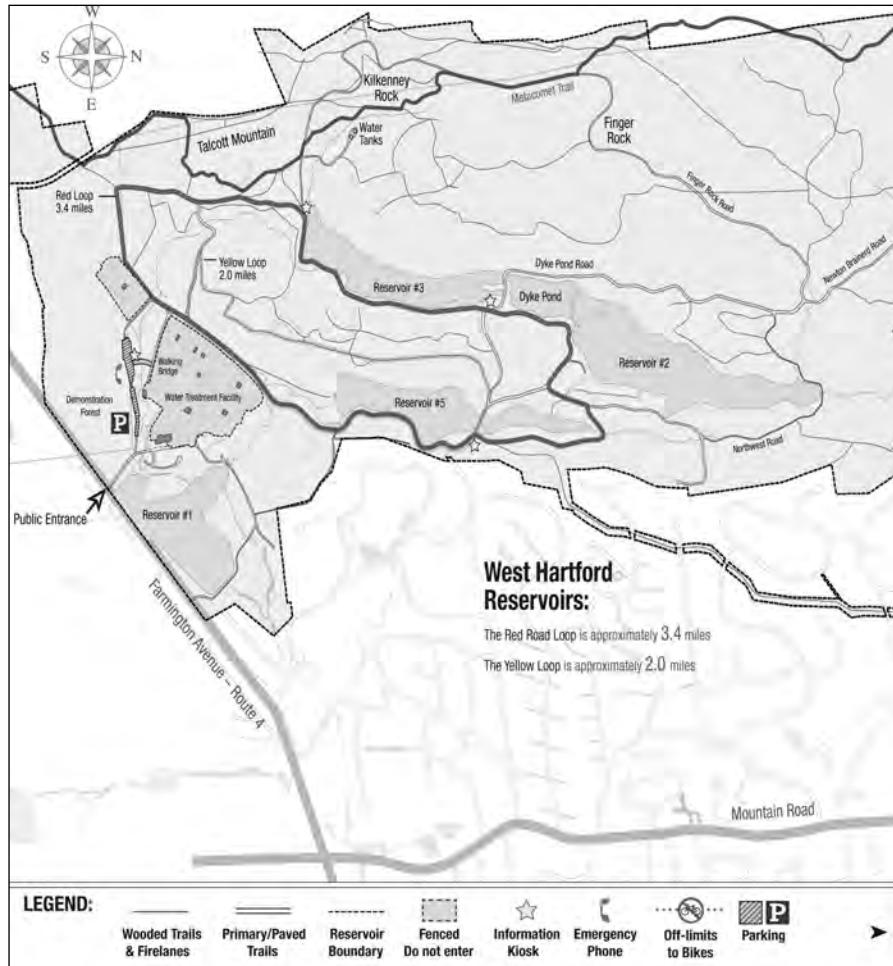 W
S
N
E
Kilkenney
Rock
Metacomet Trail
Talcott Mountain
Water
Tanks
Finger
Rock
Finger Rock Road
Red Loop
3.4 miles
Yellow Loop
2.0 miles
Newton Brainerd Road
Dyke Pond Road
Reservoir #3
Dyke Pond
Reservoir #2
Walking
Bridge
Water Treatment Facility
Demonstration
Forest
P
Reservoir #5
Northwest Road
Public Entrance
Reservoir #1
Farmington Avenue – Route 4
West Hartford
Reservoirs:
The Red Road Loop is approximately 3.4 miles
The Yellow Loop is approximately 2.0 miles
Mountain Road
LEGEND:
Wooded Trails
& Firelanes
Primary/Paved
Trails
Reservoir
Boundary
Fenced
Do not enter
Information
Kiosk
Emergency
Phone
Off-limits
to Bikes
P
Parking